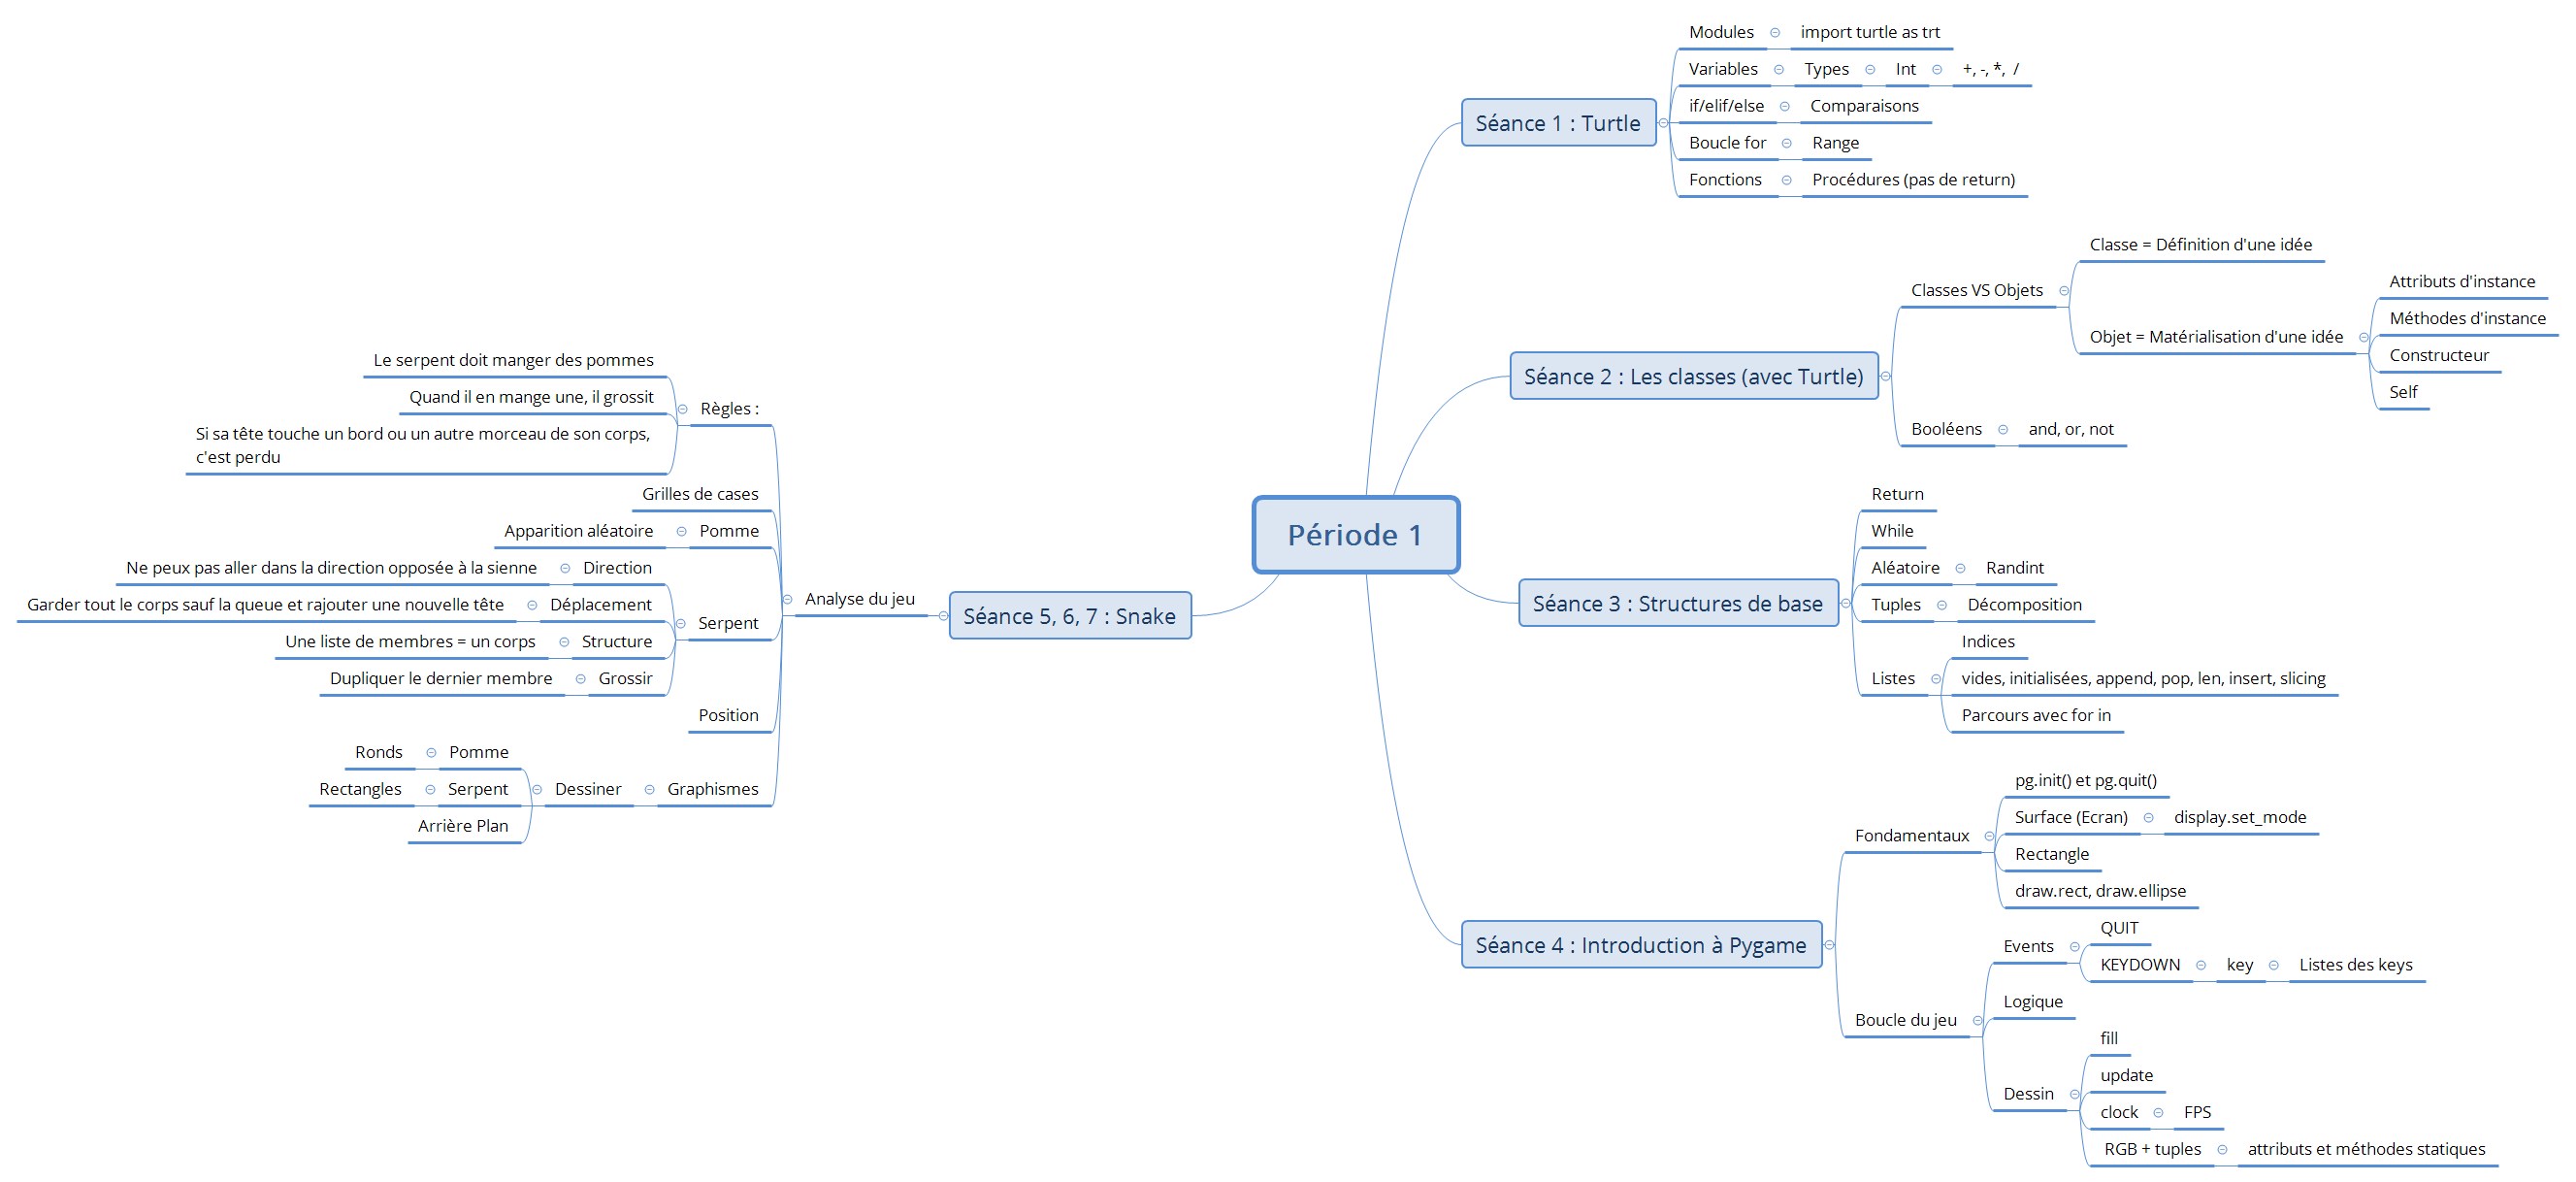 Période 1
Séance 1 : Turtle
Modules
import turtle as trt
Variables
Types
Int
+, -, *, /
if/elif/else
Comparaisons
Boucle for
Range
Fonctions
Procédures (pas de return)
Séance 2 : Les classes (avec Turtle)
Classes VS Objets
Classe = Définition d'une idée
Objet = Matérialisation d'une idée
Attributs d'instance
Méthodes d'instance
Constructeur
Self
Booléens
and, or, not
Séance 3 : Structures de base
Return
While
Aléatoire
Randint
Tuples
Décomposition
Listes
Indices
vides, initialisées, append, pop, len, insert, slicing
Parcours avec for in
Séance 4 : Introduction à Pygame
Fondamentaux
pg.init() et pg.quit()
Surface (Ecran)
display.set_mode
Rectangle
draw.rect, draw.ellipse
Boucle du jeu
Events
QUIT
KEYDOWN
key
Listes des keys
Logique
Dessin
fill
update
clock
FPS
RGB + tuples
attributs et méthodes statiques
Séance 5, 6, 7 : Snake
Analyse du jeu
Règles :
Le serpent doit manger des pommes
Quand il en mange une, il grossit
Si sa tête touche un bord ou un autre morceau de son corps,
c'est perdu
Grilles de cases
Pomme
Apparition aléatoire
Serpent
Direction
Ne peux pas aller dans la direction opposée à la sienne
Déplacement
Garder tout le corps sauf la queue et rajouter une nouvelle tête
Structure
Une liste de membres = un corps
Grossir
Dupliquer le dernier membre
Position
Graphismes
Dessiner
Pomme
Ronds
Serpent
Rectangles
Arrière Plan